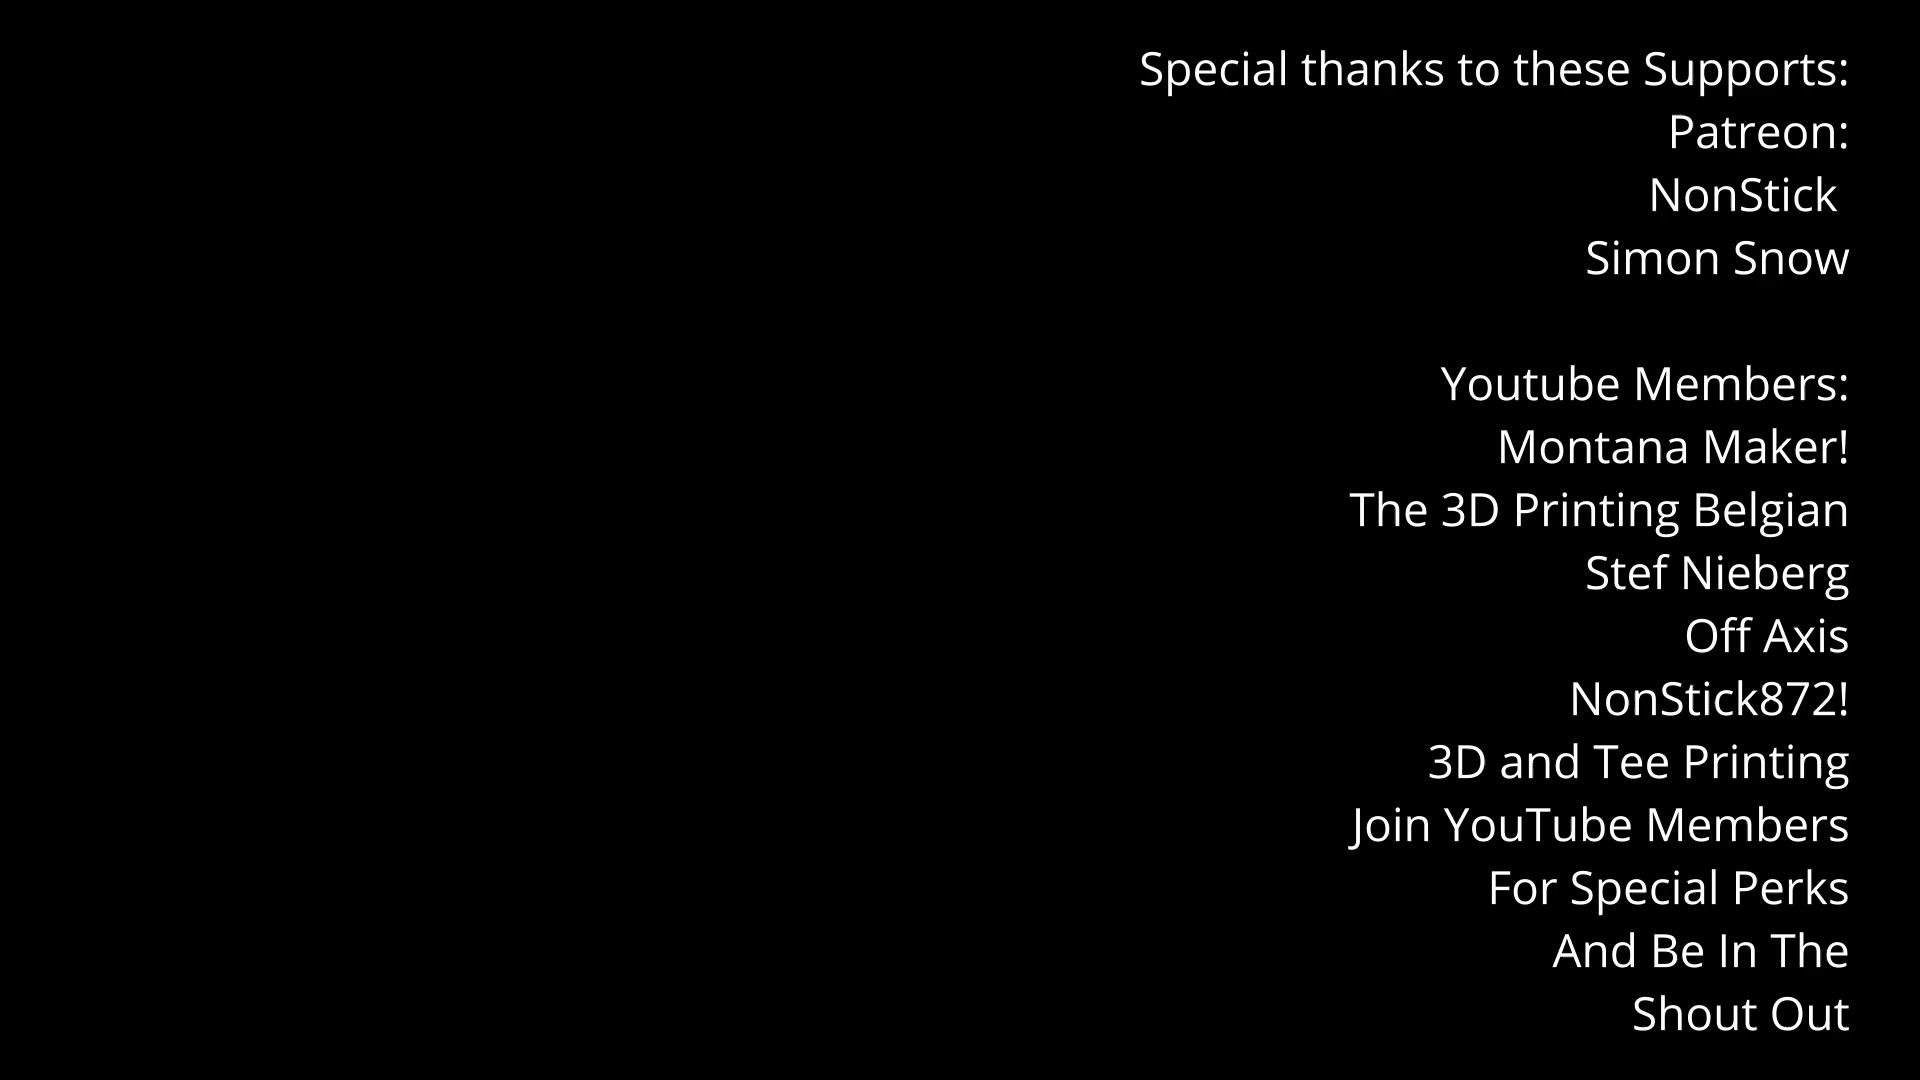 Special thanks to these Supports:
Patreon:
NonStick
Simon Snow
Youtube Members:
Montana Maker!
The 3D Printing Belgian
Stef Nieberg
Off Axis
NonStick872!
3D and Tee Printing
Join YouTube Members
For Special Perks
And Be In The
Shout Out